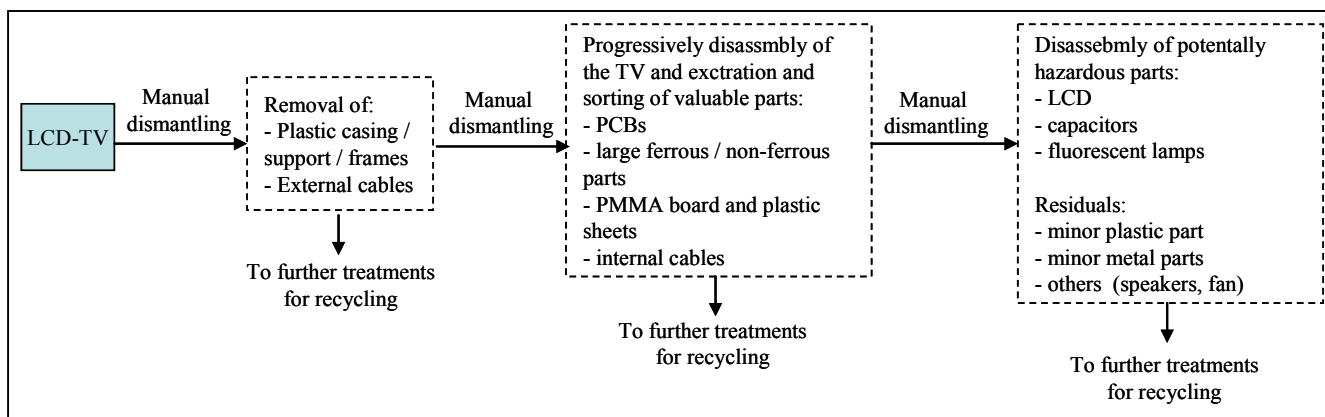 LCD-TV
Manual
dismantling
Removal of:
- Plastic casing /
support / frames
- External cables
To further treatments
for recycling
Manual
dismantling
Progressively disassmbly of
the TV and exctration and
sorting of valuable parts:
- PCBs
- large ferrous / non-ferrous
parts
- PMMA board and plastic
sheets
- internal cables
To further treatments
for recycling
Manual
dismantling
Disassebmly of potentally
hazardous parts:
- LCD
- capacitors
- fluorescent lamps
Residuals:
- minor plastic part
- minor metal parts
- others (speakers, fan)
To further treatments
for recycling